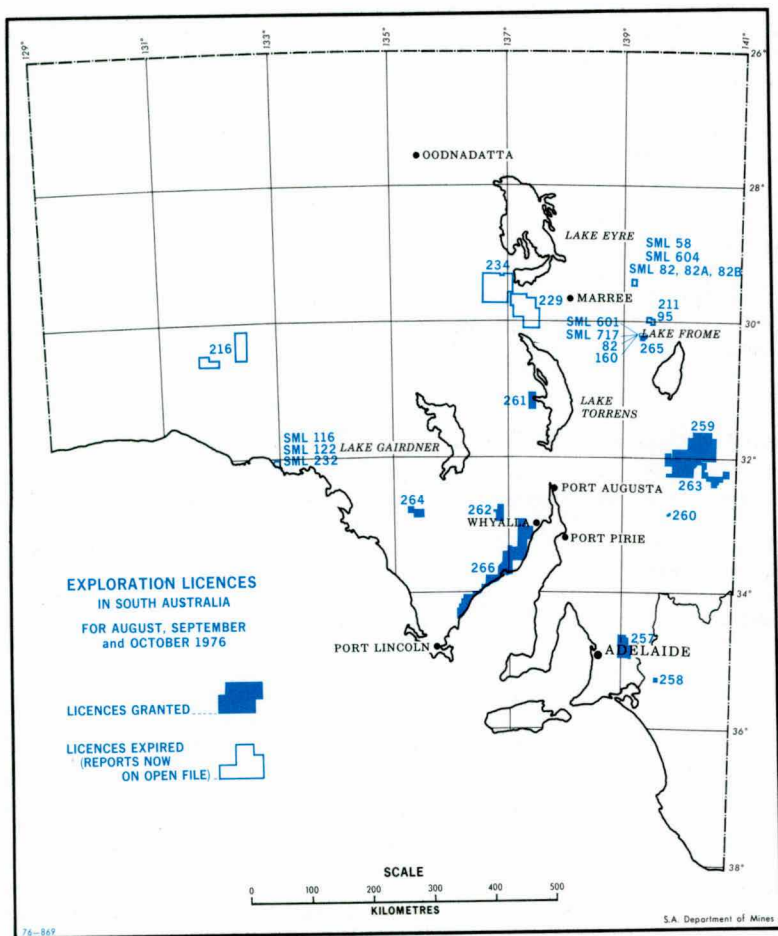 129°
131°
133°
135°
137°
139°
141°
26°
OODNADATTA
28°
LAKE EYRE
SML 58
SML 604
SML 82, 82A, 82B
234
229
MARREE
211
95
30°
SML 601
SML 717
82
160
LAKE FROME
265
216
261
LAKE
TORRENS
259
SML 116
SML 122
SML 232
LAKE GAIRDNER
32°
263
PORT AUGUSTA
264
262
WHYALLA
260
PORT PIRIE
266
34°
EXPLORATION LICENCES
IN SOUTH AUSTRALIA
FOR AUGUST, SEPTEMBER
and OCTOBER 1976
PORT LINCOLN
257
ADELAIDE
258
LICENCES GRANTED
36°
LICENCES EXPIRED
(REPORTS NOW
ON OPEN FILE)
38°
SCALE
0 100 200 300 400 500
KILOMETRES
76-869
S.A. Department of Mines